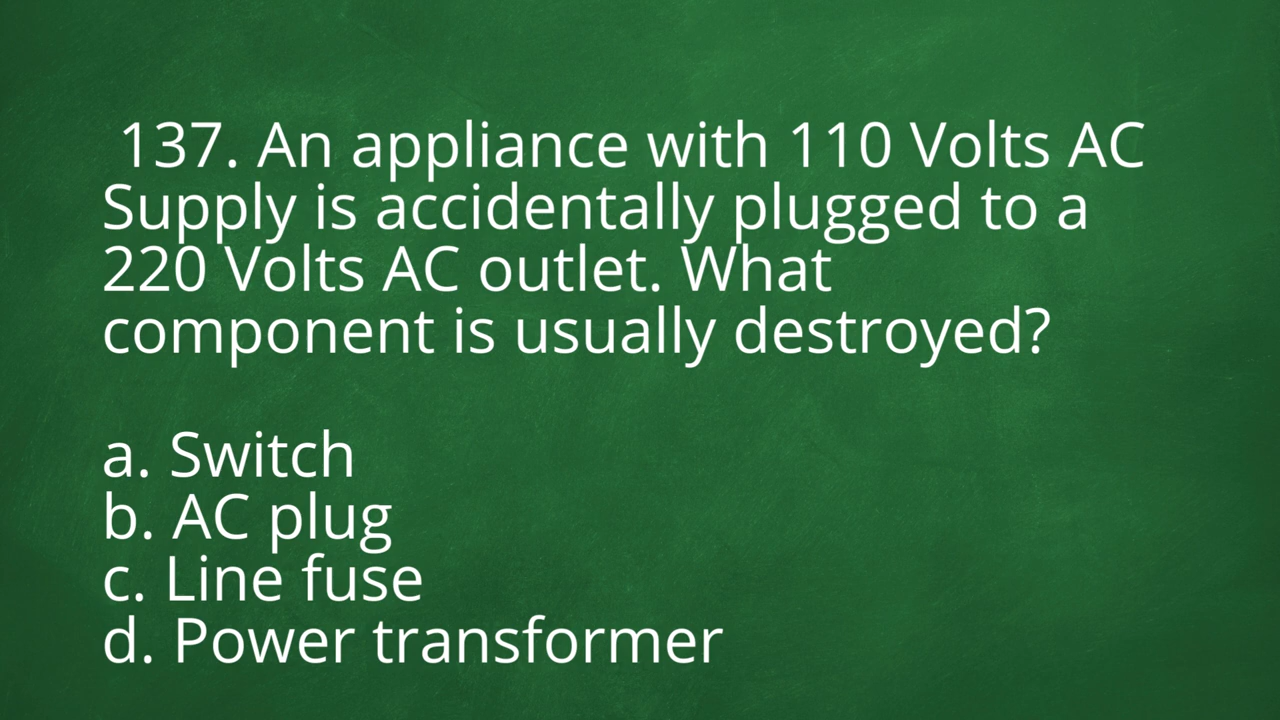 137. An appliance with 110 Volts AC
Supply is accidentally plugged to a
220 Volts AC outlet. What
component is usually destroyed?
a. Switch
b. AC plug
c. Line fuse
d. Power transformer